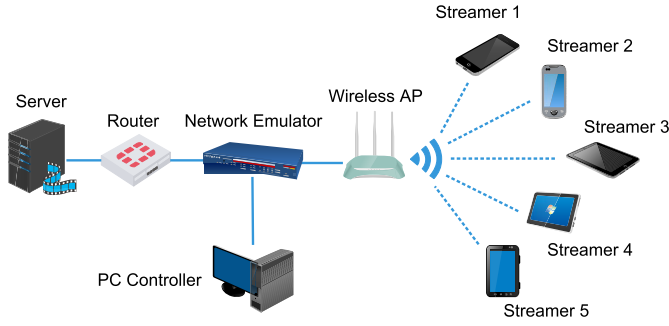 Streamer 1
Streamer 2
Wireless AP
Server
Router
Network Emulator
Streamer 3
Streamer 4
PC Controller
Streamer 5